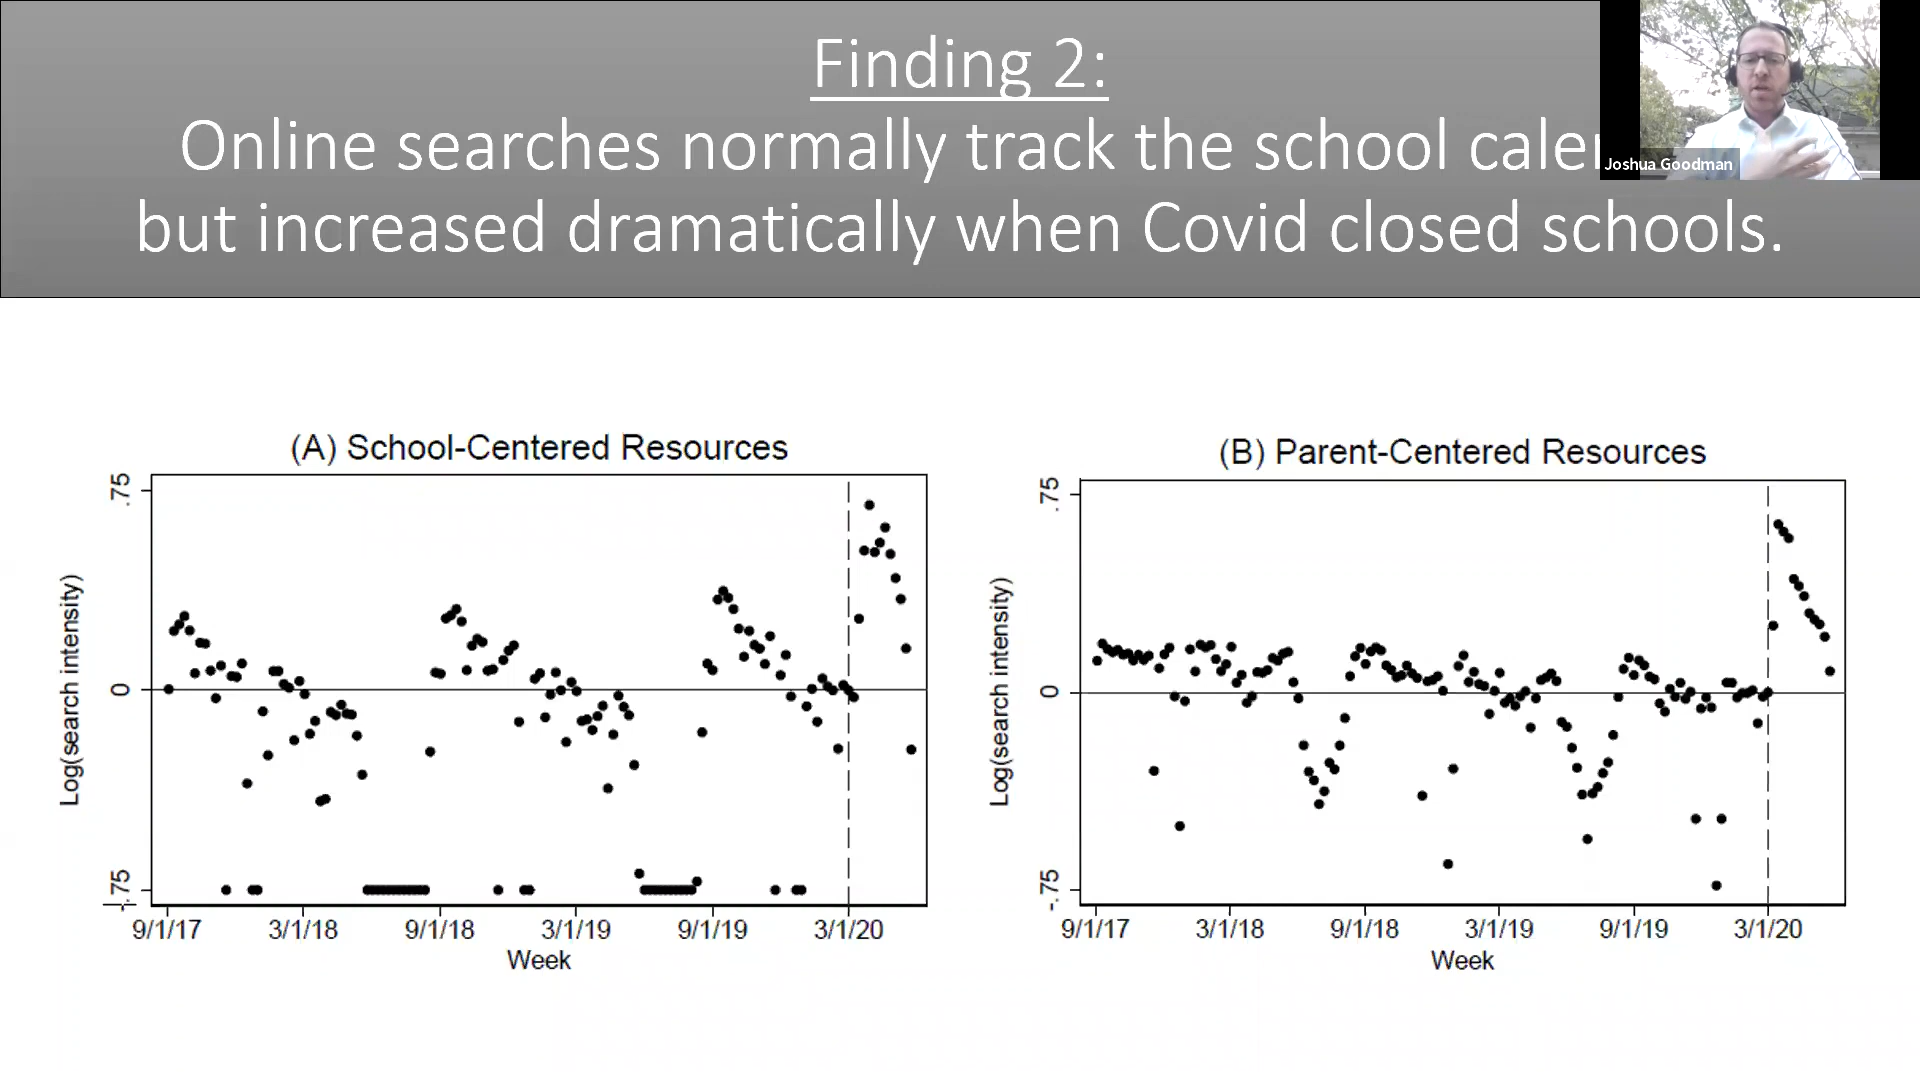 Finding 2:
Online searches normally track the school
but increased dramatically when Covid closed schools.
Joshua Goodman
(A) School-Centered Resources
.75
0
-.75
Log(search intensity)
9/1/17 3/1/18 9/1/18 3/1/19 9/1/19 3/1/20
Week
(B) Parent-Centered Resources
.75
0
-.75
Log(search intensity)
9/1/17 3/1/18 9/1/18 3/1/19 9/1/19 3/1/20
Week